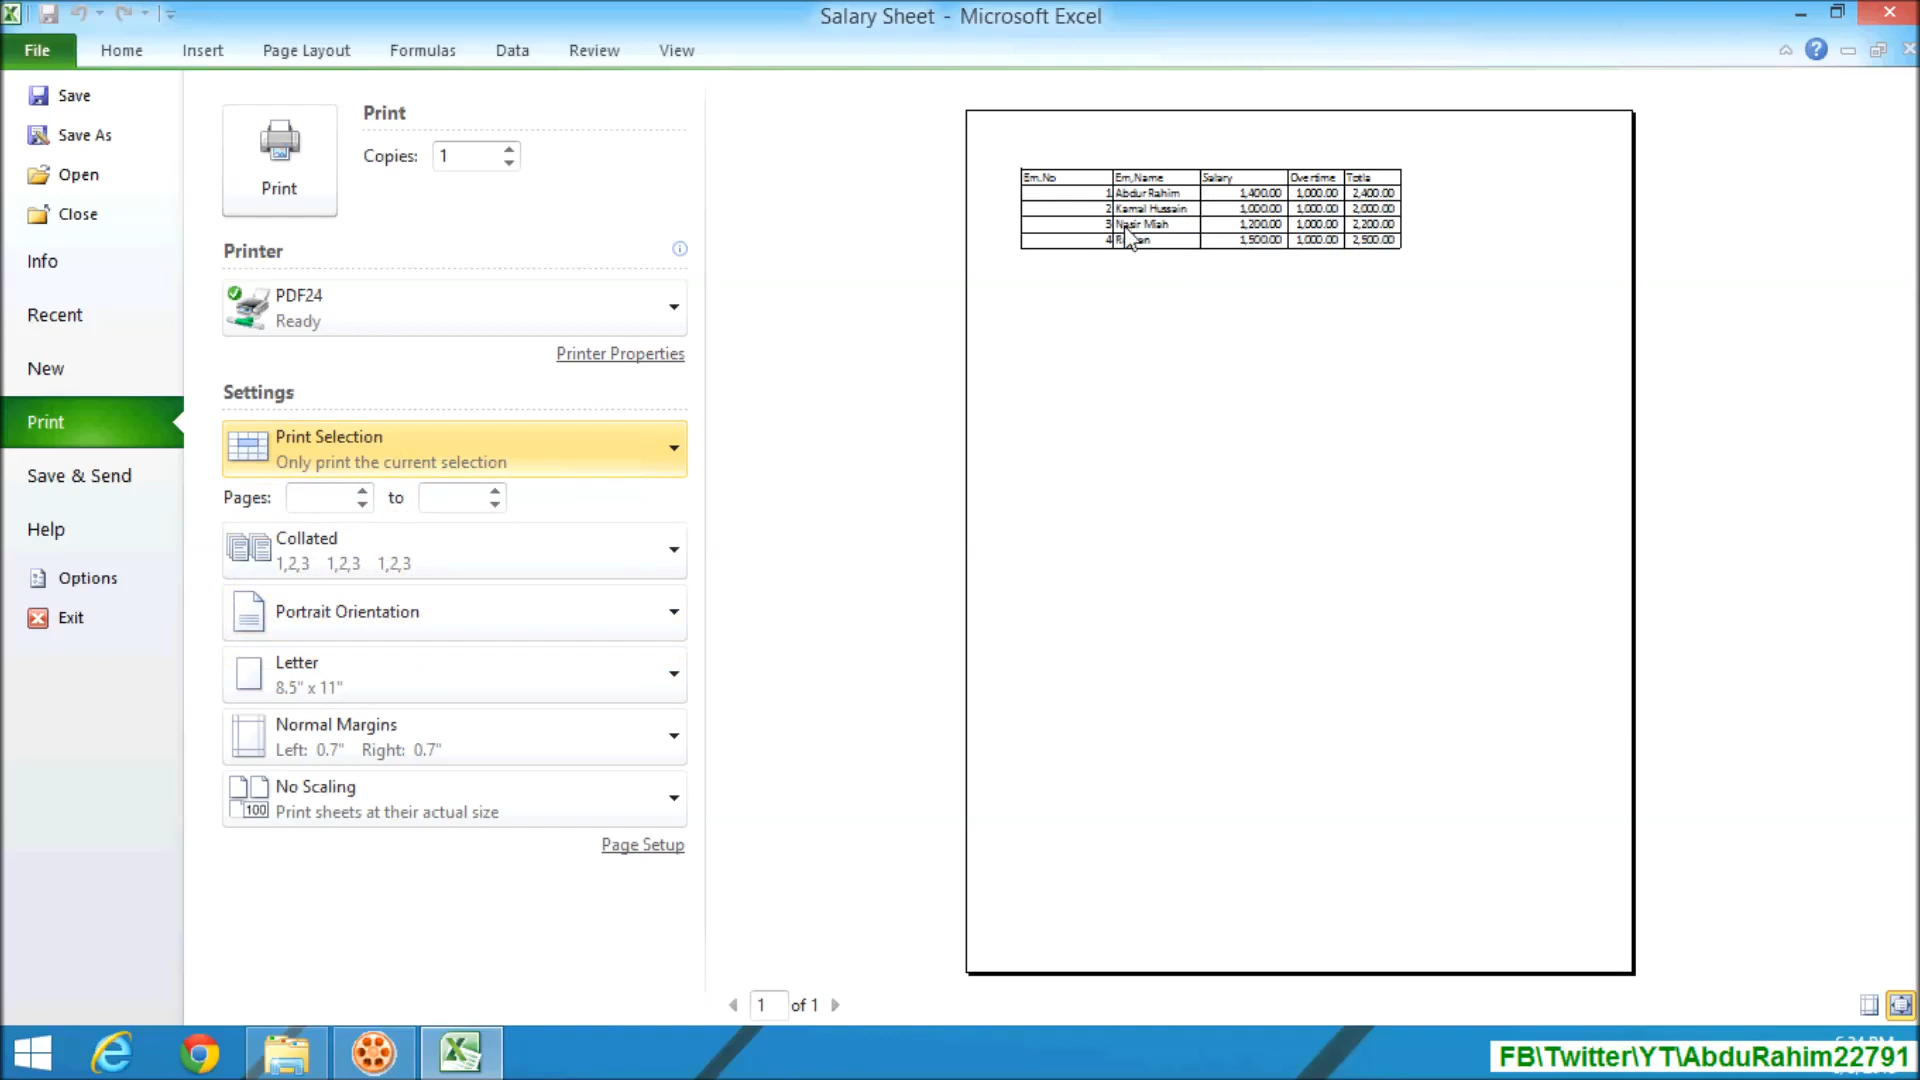 Salary Sheet - Microsoft Excel
File Home Insert Page Layout Formulas Data Review View
Save
Save As
Open
Close
Info
Recent
New
Print
Save & Send
Help
Options
Exit
Print
Print
Copies: 1
Printer
PDF24
Ready
Printer Properties
Settings
Print Selection
Only print the current selection
Pages: to
Collated
1,2,3 1,2,3 1,2,3
Portrait Orientation
Letter
8.5" x 11"
Normal Margins
Left: 0.7" Right: 0.7"
100
No Scaling
Print sheets at their actual size
Page Setup
Em.No Em,Name Salary Overtime Totla
1 Abdur Rahim 1,400.00 1,000.00 2,400.00
2 Kamal Hussain 1,000.00 1,000.00 2,000.00
3 Nasir Miah 1,200.00 1,000.00 2,200.00
4 1,500.00 1,000.00 2,500.00
1 of 1
FB\Twitter\YT\AbduRahim22791